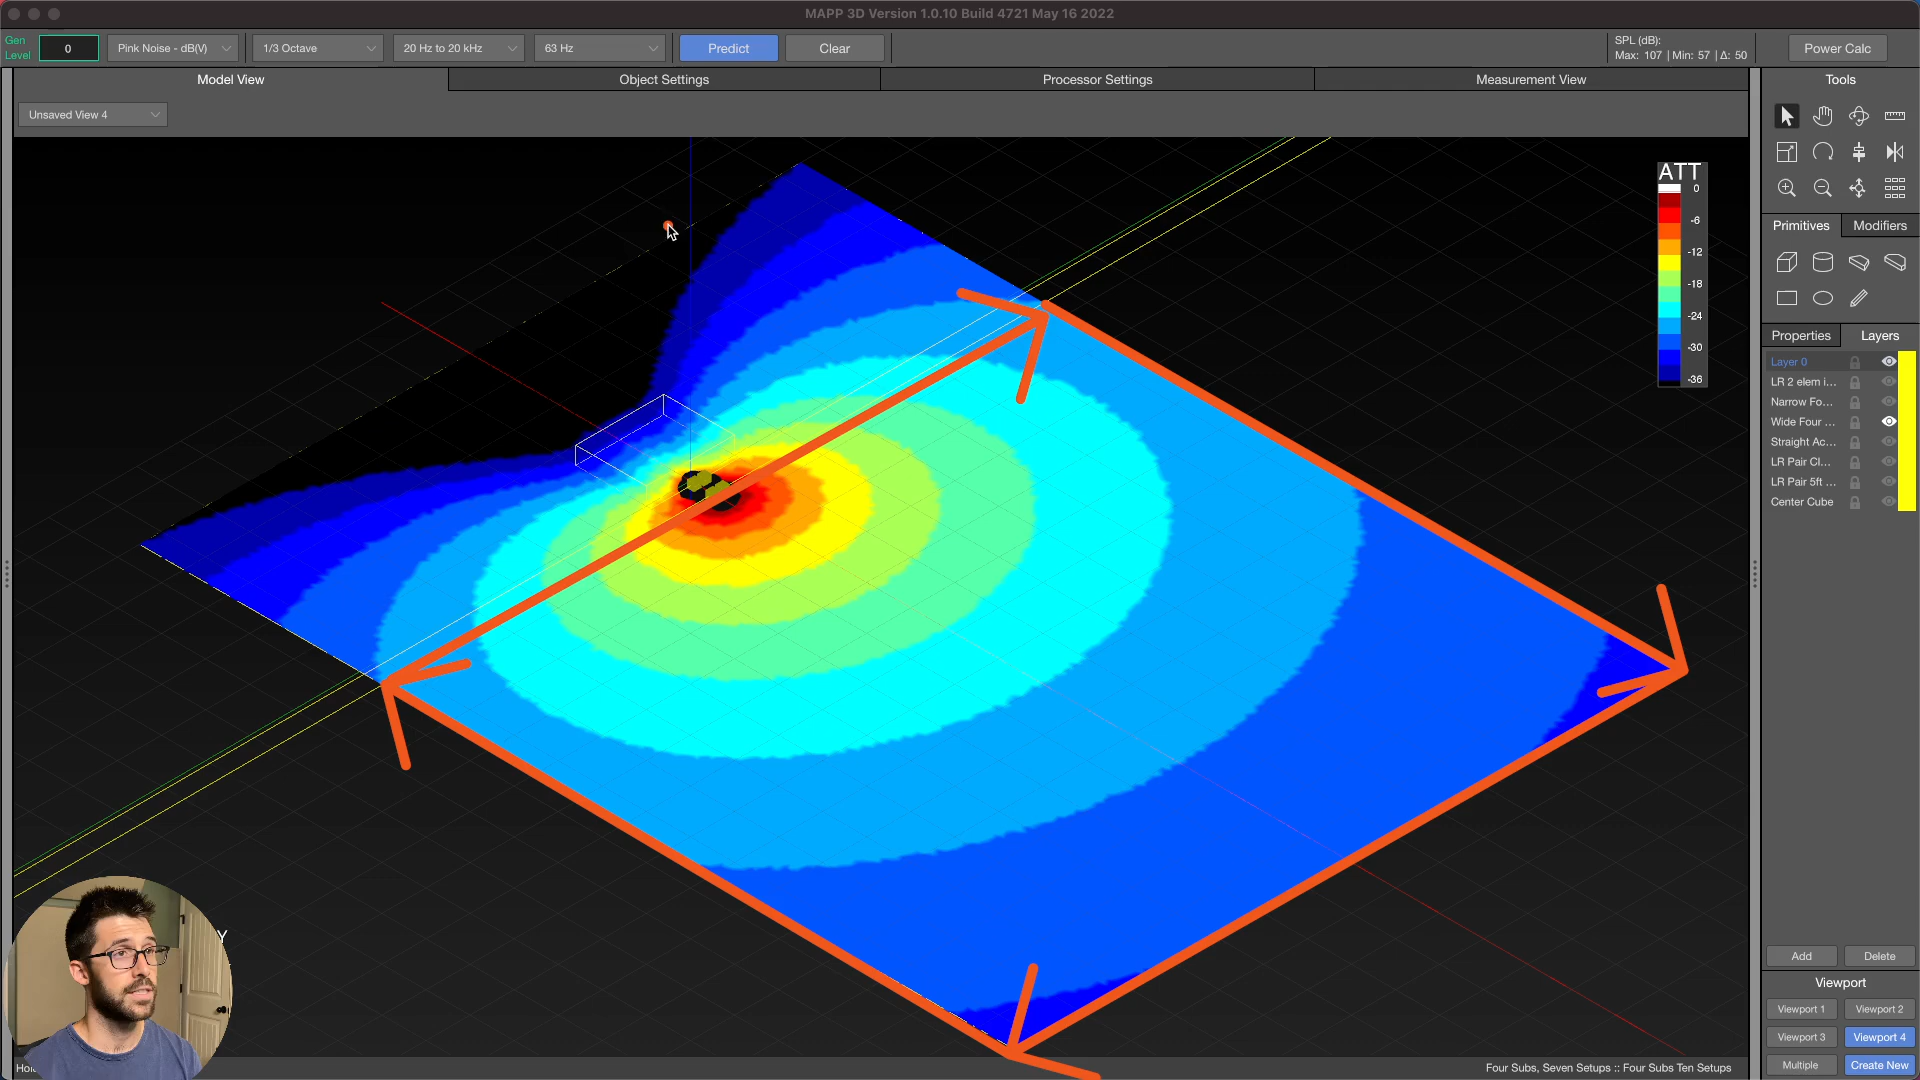 MAPP 3D Version 1.0.10 Build 4721 May 16 2022
Gen Level
0
Pink Noise - dB(V)
1/3 Octave
20 Hz to 20 kHz
63 Hz
Predict
Clear
SPL (dB):
Max: 107 | Min: 57 | Δ: 50
Power Calc
Model View
Object Settings
Processor Settings
Measurement View
Tools
Unsaved View 4
ATT
0
-6
-12
-18
-24
-30
-36
Primitives
Modifiers
Properties
Layers
Layer 0
LR 2 elem i...
Narrow Fo...
Wide Four ...
Straight Ac...
LR Pair Cl...
LR Pair 5ft ...
Center Cube
Y
Add
Delete
Viewport
Viewport 1
Viewport 2
Viewport 3
Viewport 4
Multiple
Create New
Four Subs, Seven Setups :: Four Subs Ten Setups